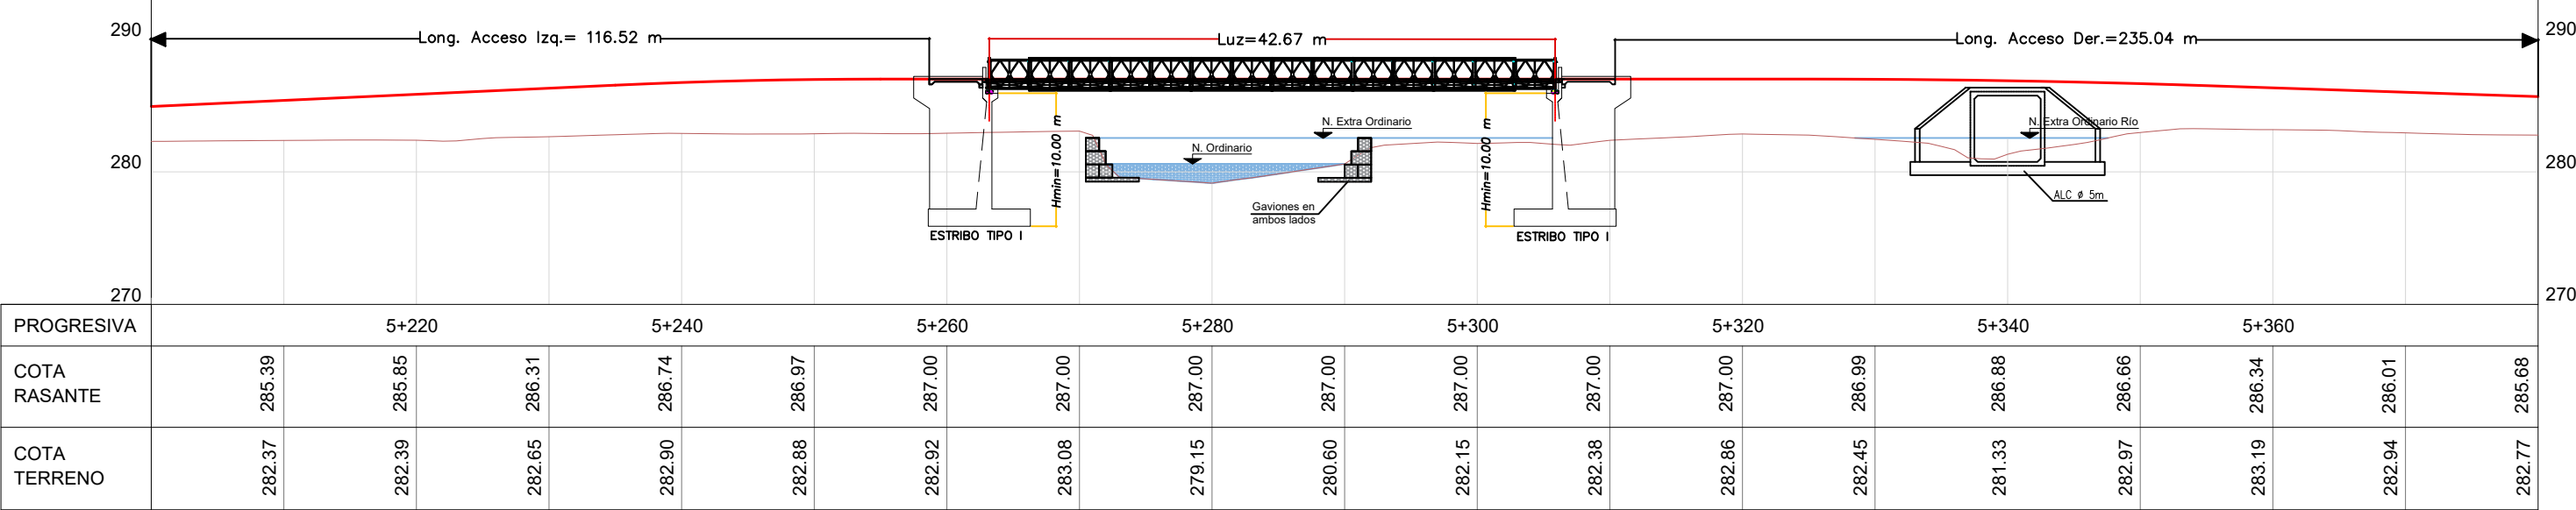 290
290
Long. Acceso Izq.= 116.52 m
Luz=42.67 m
Long. Acceso Der.=235.04 m
N. Extra Ordinario
N. Extra Ordinario Río
Hmin=10.00 m
Hmin=10.00 m
N. Ordinario
280
280
ALC ø 5m
Gaviones en
ambos lados
ESTRIBO TIPO I
ESTRIBO TIPO I
270
270
PROGRESIVA 5+220 5+240 5+260 5+280 5+300 5+320 5+340 5+360
COTA
RASANTE
285.39 285.85 286.31 286.74 286.97 287.00 287.00 287.00 287.00 287.00 287.00 287.00 286.99 286.88 286.66 286.34 286.01 285.68
COTA
TERRENO
282.37 282.39 282.65 282.90 282.88 282.92 283.08 279.15 280.60 282.15 282.38 282.86 282.45 281.33 282.97 283.19 282.94 282.77